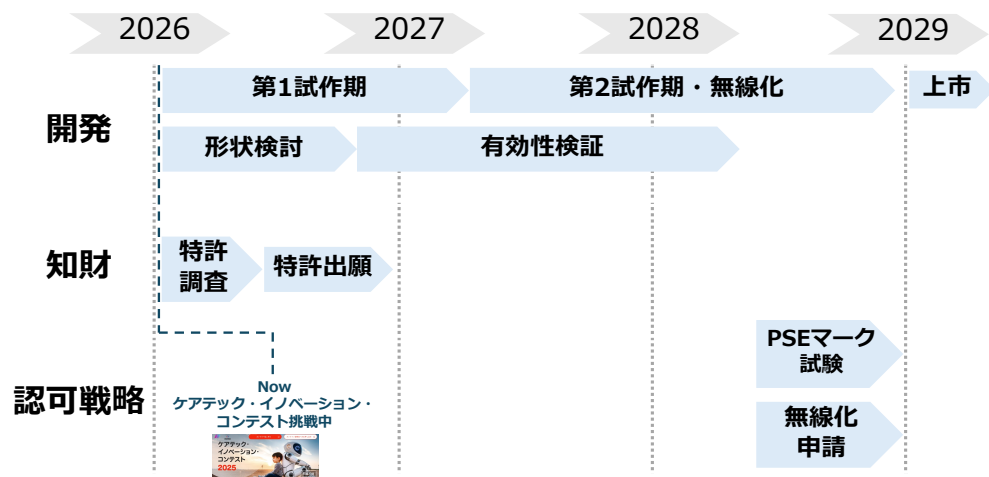 2026
2027
2028
2029
開発
第1試作期
第2試作期・無線化
上市
形状検討
有効性検証
知財
特許
調査
特許出願
認可戦略
PSEマーク
試験
無線化
申請
Now
ケアテック・イノベーション・
コンテスト挑戦中
ケアテック・
イノベーション・
コンテスト
2025